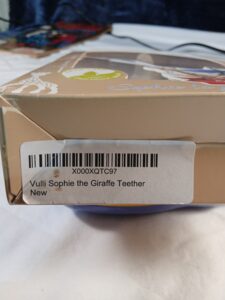 X000XQTC97
Vulli Sophie the Giraffe Teether
New